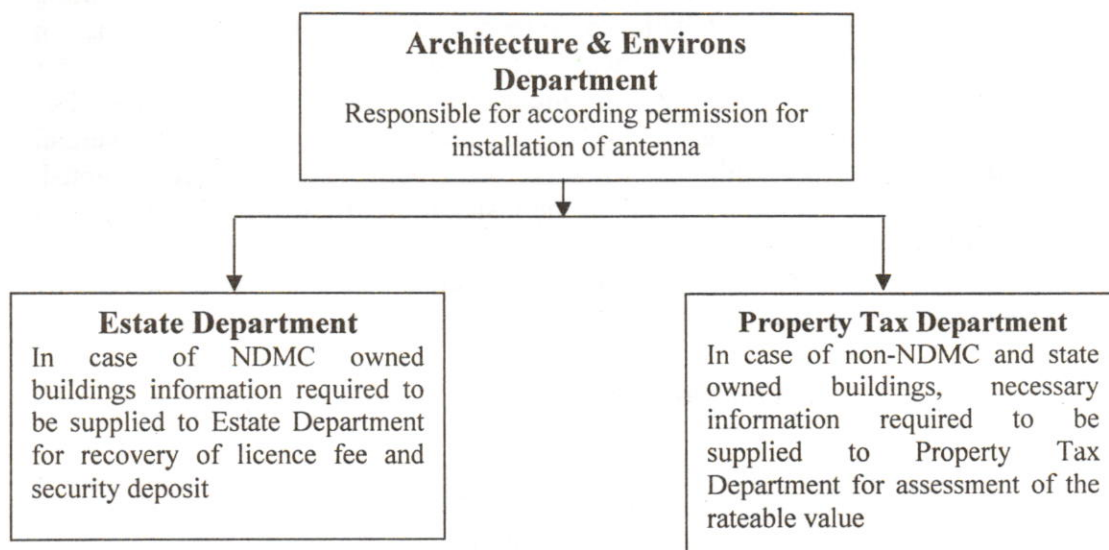 Architecture & Environs
Department
Responsible for according permission for
installation of antenna
Estate Department
In case of NDMC owned
buildings information required to
be supplied to Estate Department
for recovery of licence fee and
security deposit
Property Tax Department
In case of non-NDMC and state
owned buildings, necessary
information required to be
supplied to Property Tax
Department for assessment of the
rateable value